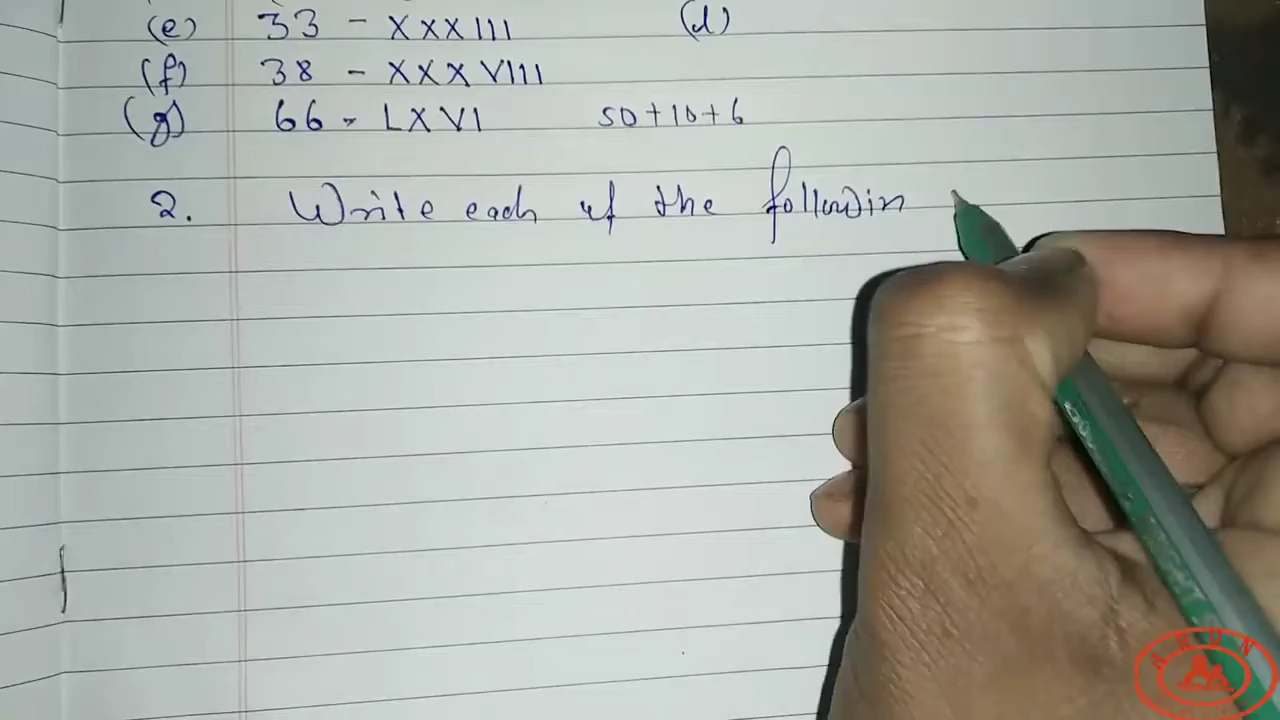 (e) 33 - XXXIII (d)
(f) 38 - XXXVIII
(g) 66 - LXVI 50+10+6
2. Write each of the followin